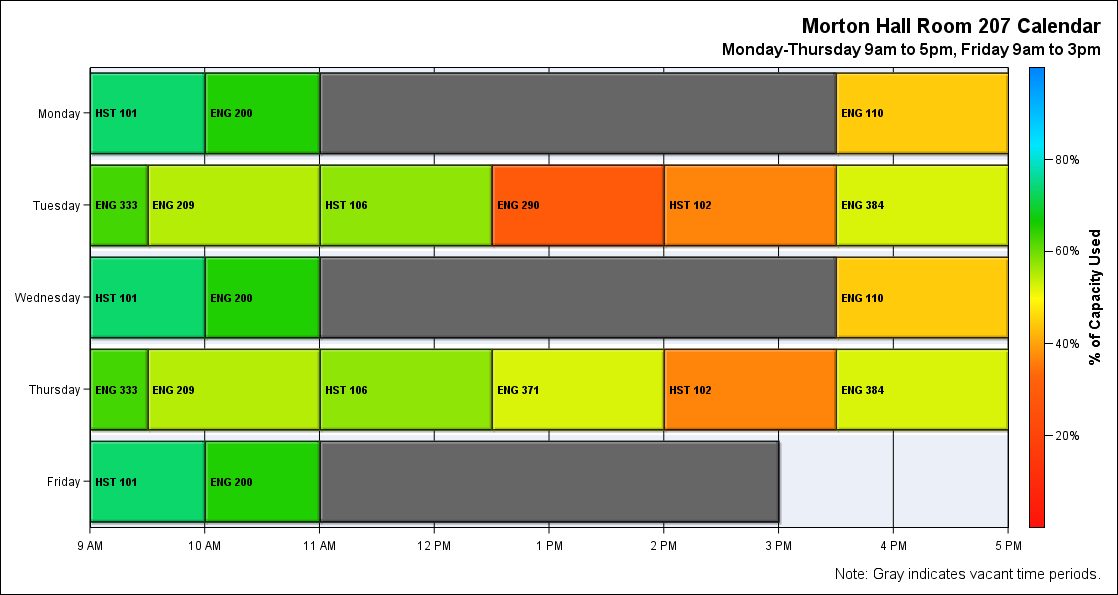 Morton Hall Room 207 Calendar
Monday-Thursday 9am to 5pm, Friday 9am to 3pm
Monday
HST 101
ENG 200
ENG 110
Tuesday
ENG 333
ENG 209
HST 106
ENG 290
HST 102
ENG 384
Wednesday
HST 101
ENG 200
ENG 110
Thursday
ENG 333
ENG 209
HST 106
ENG 371
HST 102
ENG 384
Friday
HST 101
ENG 200
9 AM
10 AM
11 AM
12 PM
1 PM
2 PM
3 PM
4 PM
5 PM
80%
60%
40%
20%
% of Capacity Used
Note: Gray indicates vacant time periods.